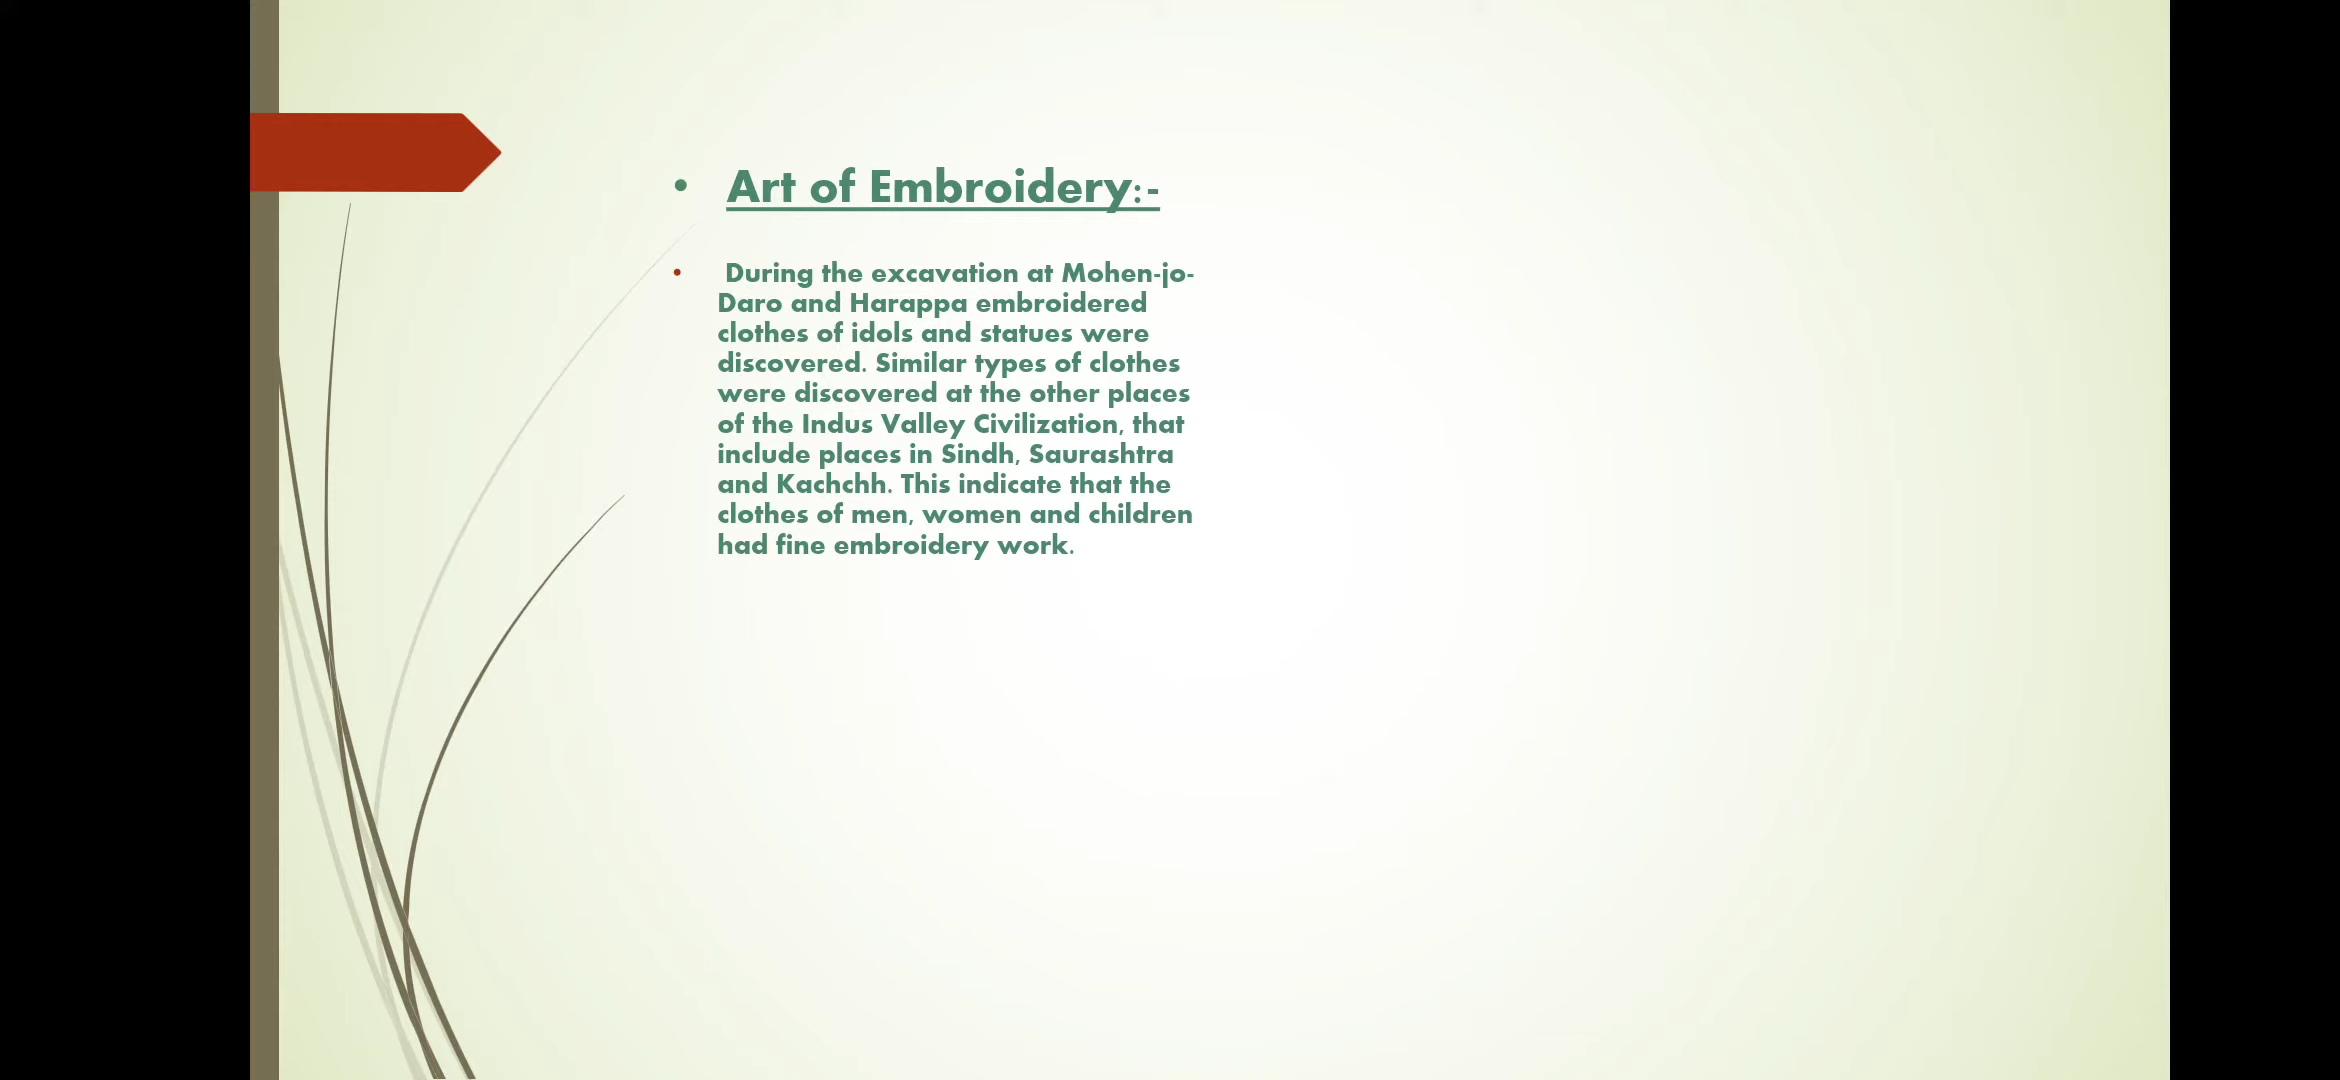 • Art of Embroidery:-
• During the excavation at Mohen-jo-
Daro and Harappa embroidered
clothes of idols and statues were
discovered. Similar types of clothes
were discovered at the other places
of the Indus Valley Civilization, that
include places in Sindh, Saurashtra
and Kachchh. This indicate that the
clothes of men, women and children
had fine embroidery work.